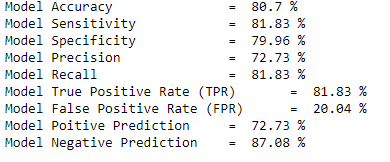 Model Accuracy = 80.7 %
Model Sensitivity = 81.83 %
Model Specificity = 79.96 %
Model Precision = 72.73 %
Model Recall = 81.83 %
Model True Positive Rate (TPR) = 81.83 %
Model False Positive Rate (FPR) = 20.04 %
Model Poitive Prediction = 72.73 %
Model Negative Prediction = 87.08 %